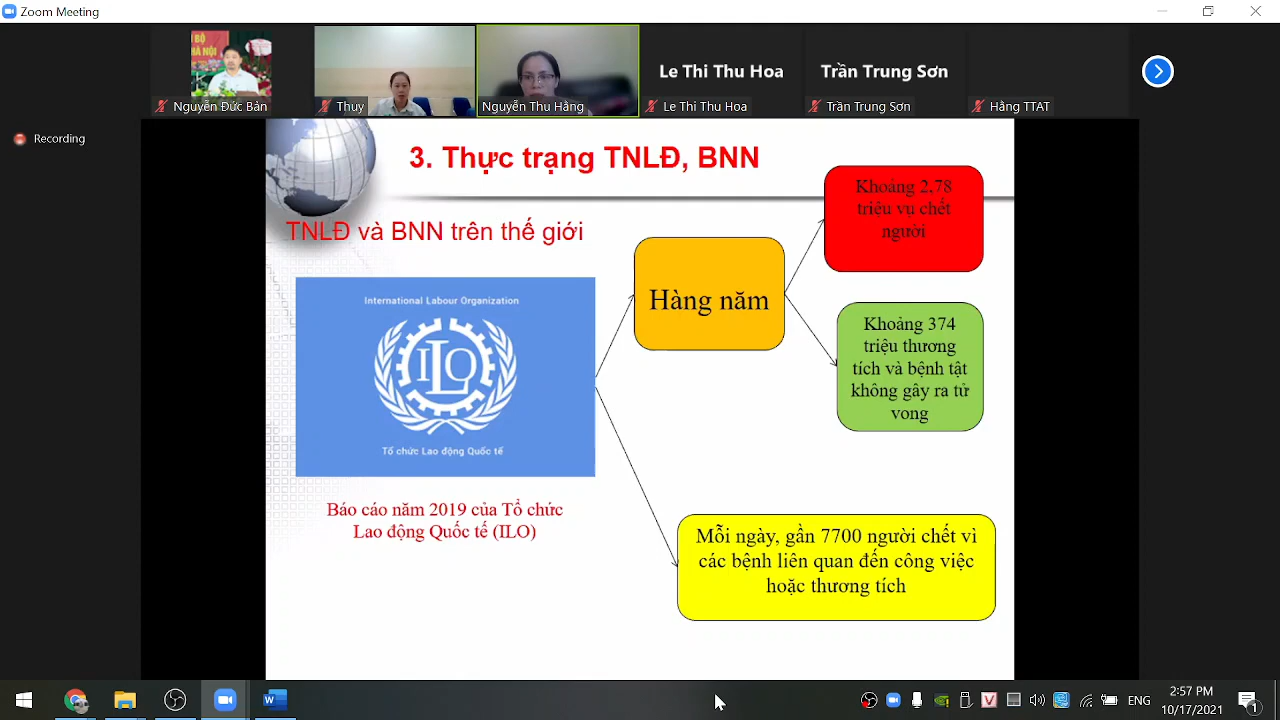 Zoom Meeting
Nguyễn Đức Bản
Thuy
Nguyễn Thu Hằng
Le Thi Thu Hoa
Le Thi Thu Hoa
Trần Trung Sơn
Trần Trung Sơn
Hằng TTAT
Recording
3. Thực trạng TNLĐ, BNN
TNLĐ và BNN trên thế giới
International Labour Organization
ILO
Tổ chức Lao động Quốc tế
Báo cáo năm 2019 của Tổ chức
Lao động Quốc tế (ILO)
Hàng năm
Khoảng 2,78
triệu vụ chết
người
Khoảng 374
triệu thương
tích và bệnh tật
không gây ra tử
vong
Mỗi ngày, gần 7700 người chết vì
các bệnh liên quan đến công việc
hoặc thương tích
ENG
2:57 PM
10/17/2021